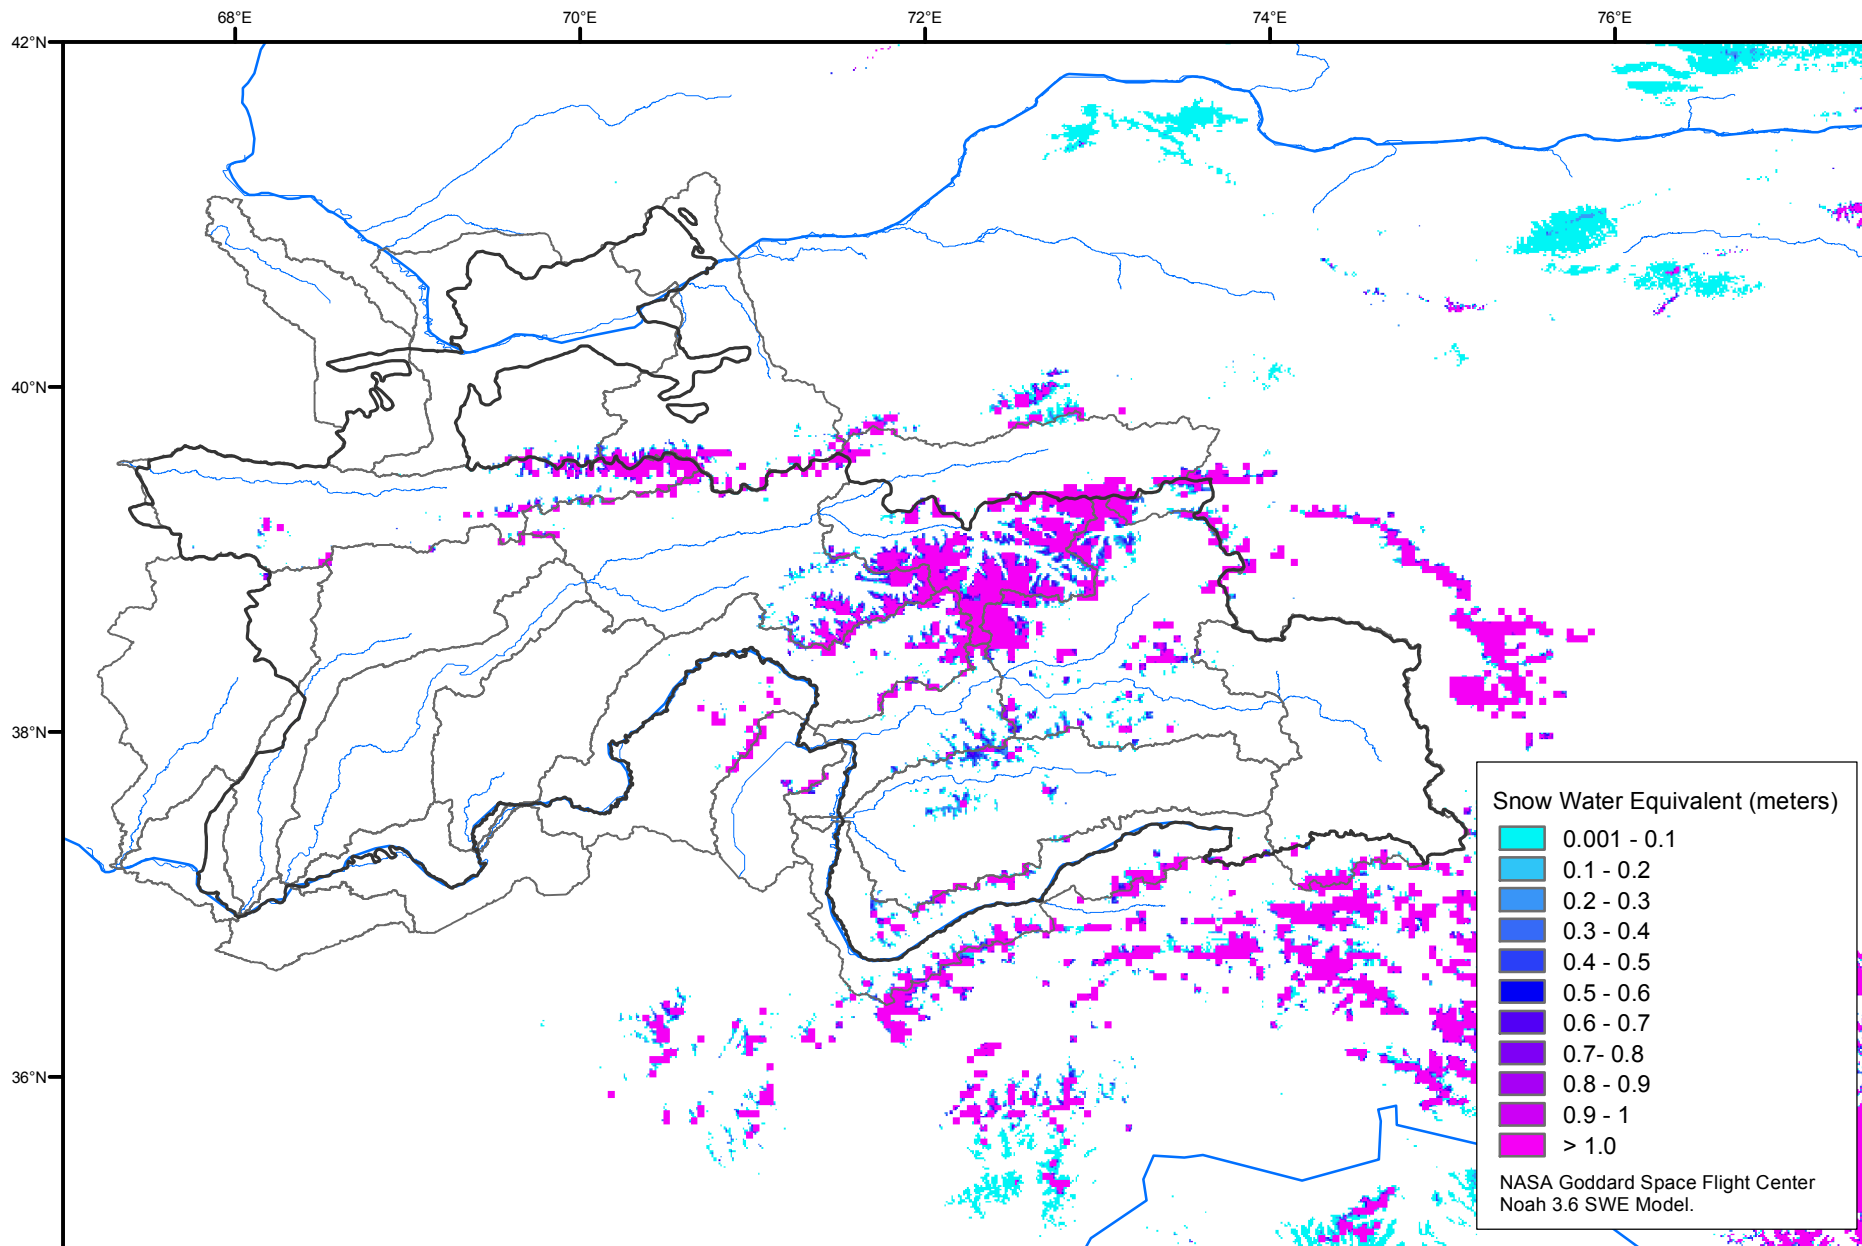 68°E 70°E 72°E 74°E 76°E
42°N
40°N
38°N
36°N
Snow Water Equivalent (meters)
0.001 - 0.1
0.1 - 0.2
0.2 - 0.3
0.3 - 0.4
0.4 - 0.5
0.5 - 0.6
0.6 - 0.7
0.7- 0.8
0.8 - 0.9
0.9 - 1
> 1.0
NASA Goddard Space Flight Center
Noah 3.6 SWE Model.